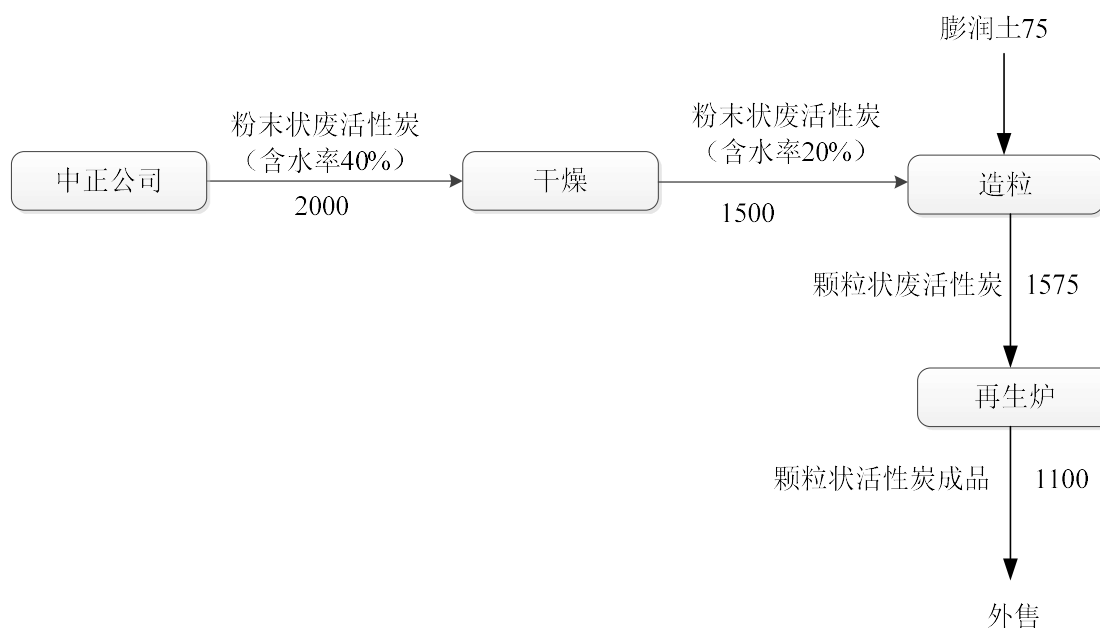 膨润土75
粉末状废活性炭
（含水率40%）
粉末状废活性炭
（含水率20%）
中正公司
干燥
造粒
2000
1500
颗粒状废活性炭
1575
再生炉
颗粒状活性炭成品
1100
外售